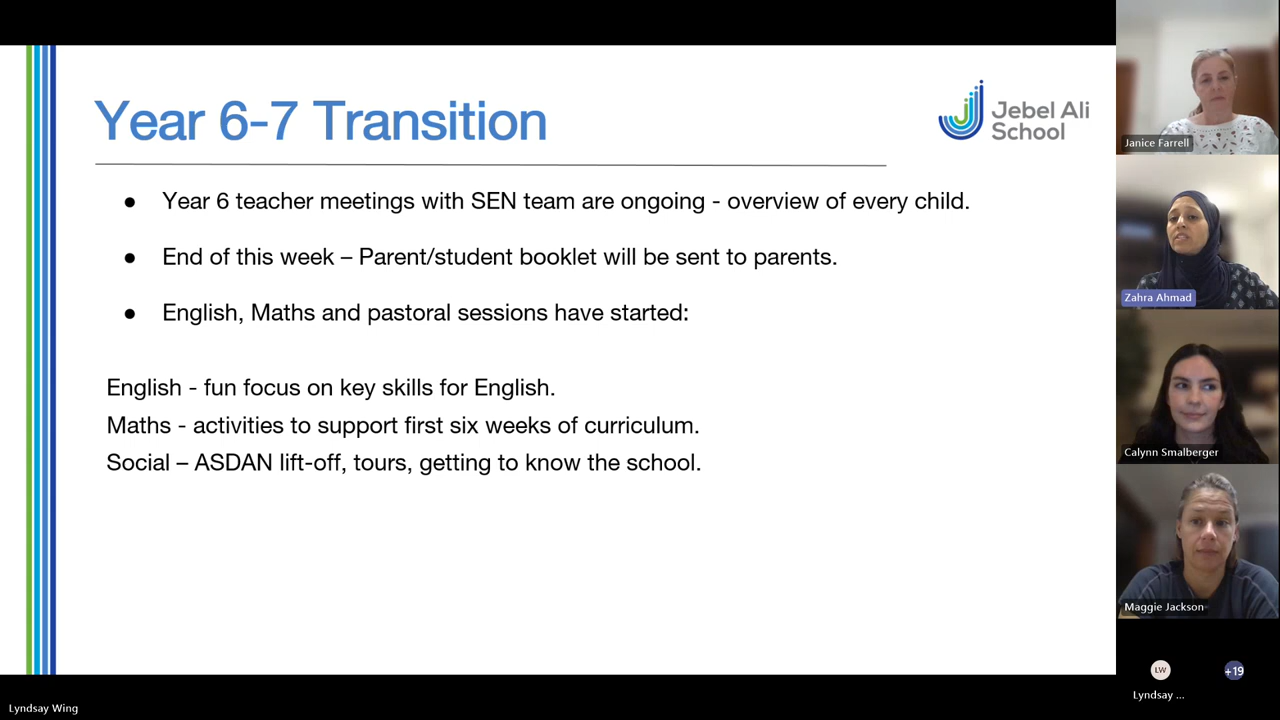 Year 6-7 Transition
Jebel Ali
School
● Year 6 teacher meetings with SEN team are ongoing - overview of every child.
● End of this week – Parent/student booklet will be sent to parents.
● English, Maths and pastoral sessions have started:
English - fun focus on key skills for English.
Maths - activities to support first six weeks of curriculum.
Social – ASDAN lift-off, tours, getting to know the school.
Janice Farrell
Zahra Ahmad
Calynn Smalberger
Maggie Jackson
LW
+19
Lyndsay ...
Lyndsay Wing